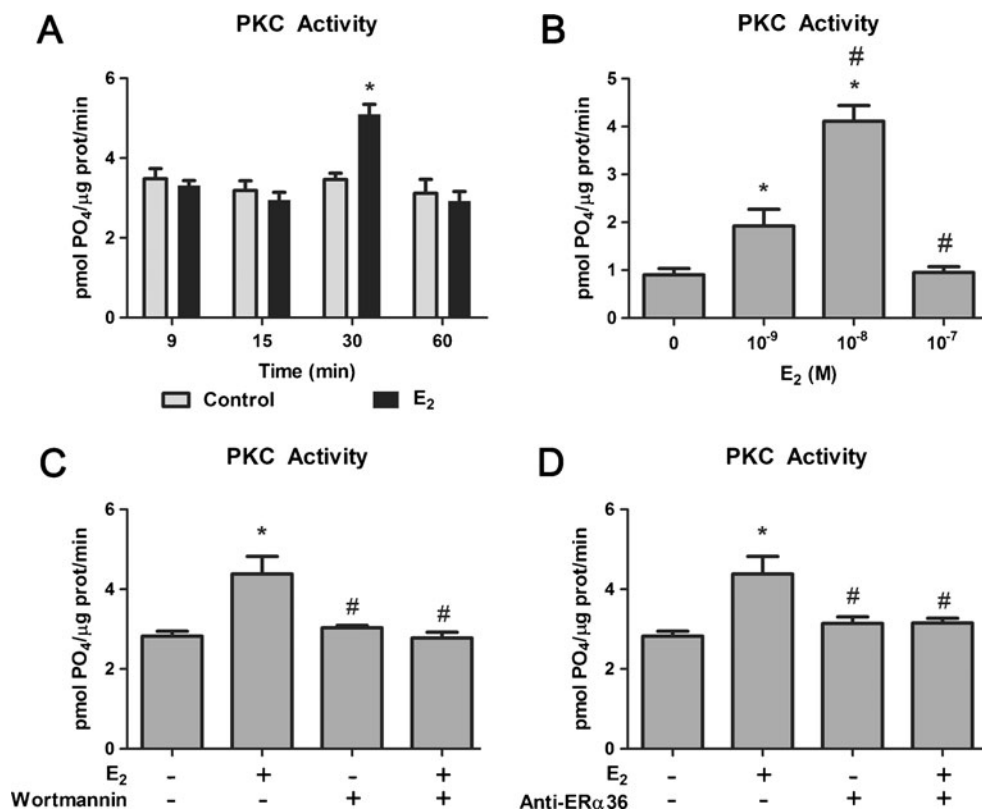 A
PKC Activity
pmol PO₄/µg prot/min
6
4
2
0
*
9 15 30 60
Time (min)
Control E₂
B
PKC Activity
pmol PO₄/µg prot/min
5
4
3
2
1
0
* # * #
0 10⁻⁹ 10⁻⁸ 10⁻⁷
E₂ (M)
C
PKC Activity
pmol PO₄/µg prot/min
6
4
2
0
* # #
E₂ - + - +
Wortmannin - - + +
D
PKC Activity
pmol PO₄/µg prot/min
6
4
2
0
* # #
E₂ - + - +
Anti-ERα36 - - + +